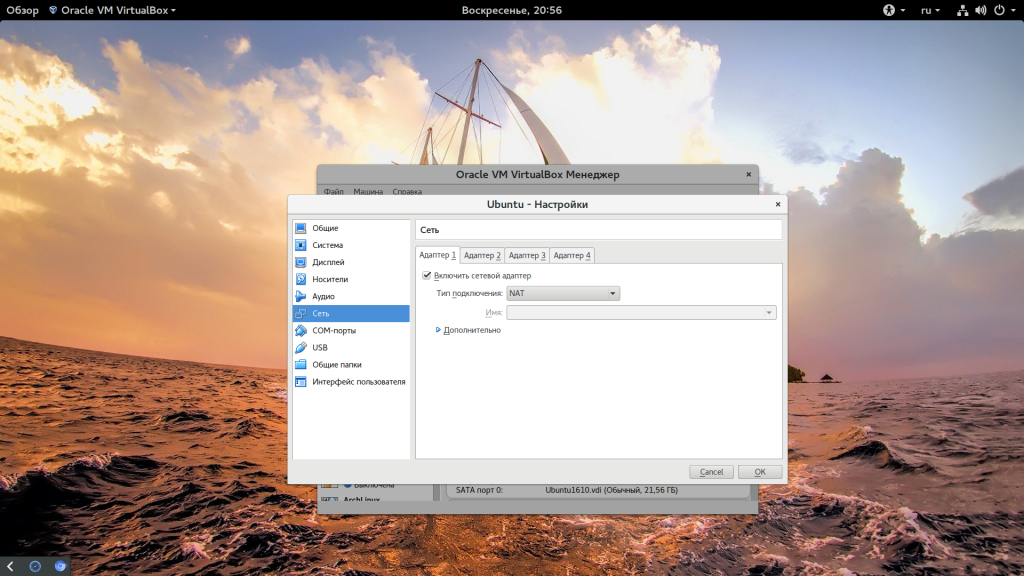 Обзор Oracle VM VirtualBox Воскресенье, 20:56 ru
Oracle VM VirtualBox Менеджер
Файл Машина Справка
Ubuntu - Настройки
Общие
Система
Дисплей
Носители
Аудио
Сеть
COM-порты
USB
Общие папки
Интерфейс пользователя
Сеть
Адаптер 1 Адаптер 2 Адаптер 3 Адаптер 4
Включить сетевой адаптер
Тип подключения: NAT
Имя:
Дополнительно
Cancel OK
Выключена
ArchLinux
SATA порт 0: Ubuntu1610.vdi (Обычный, 21,56 ГБ)